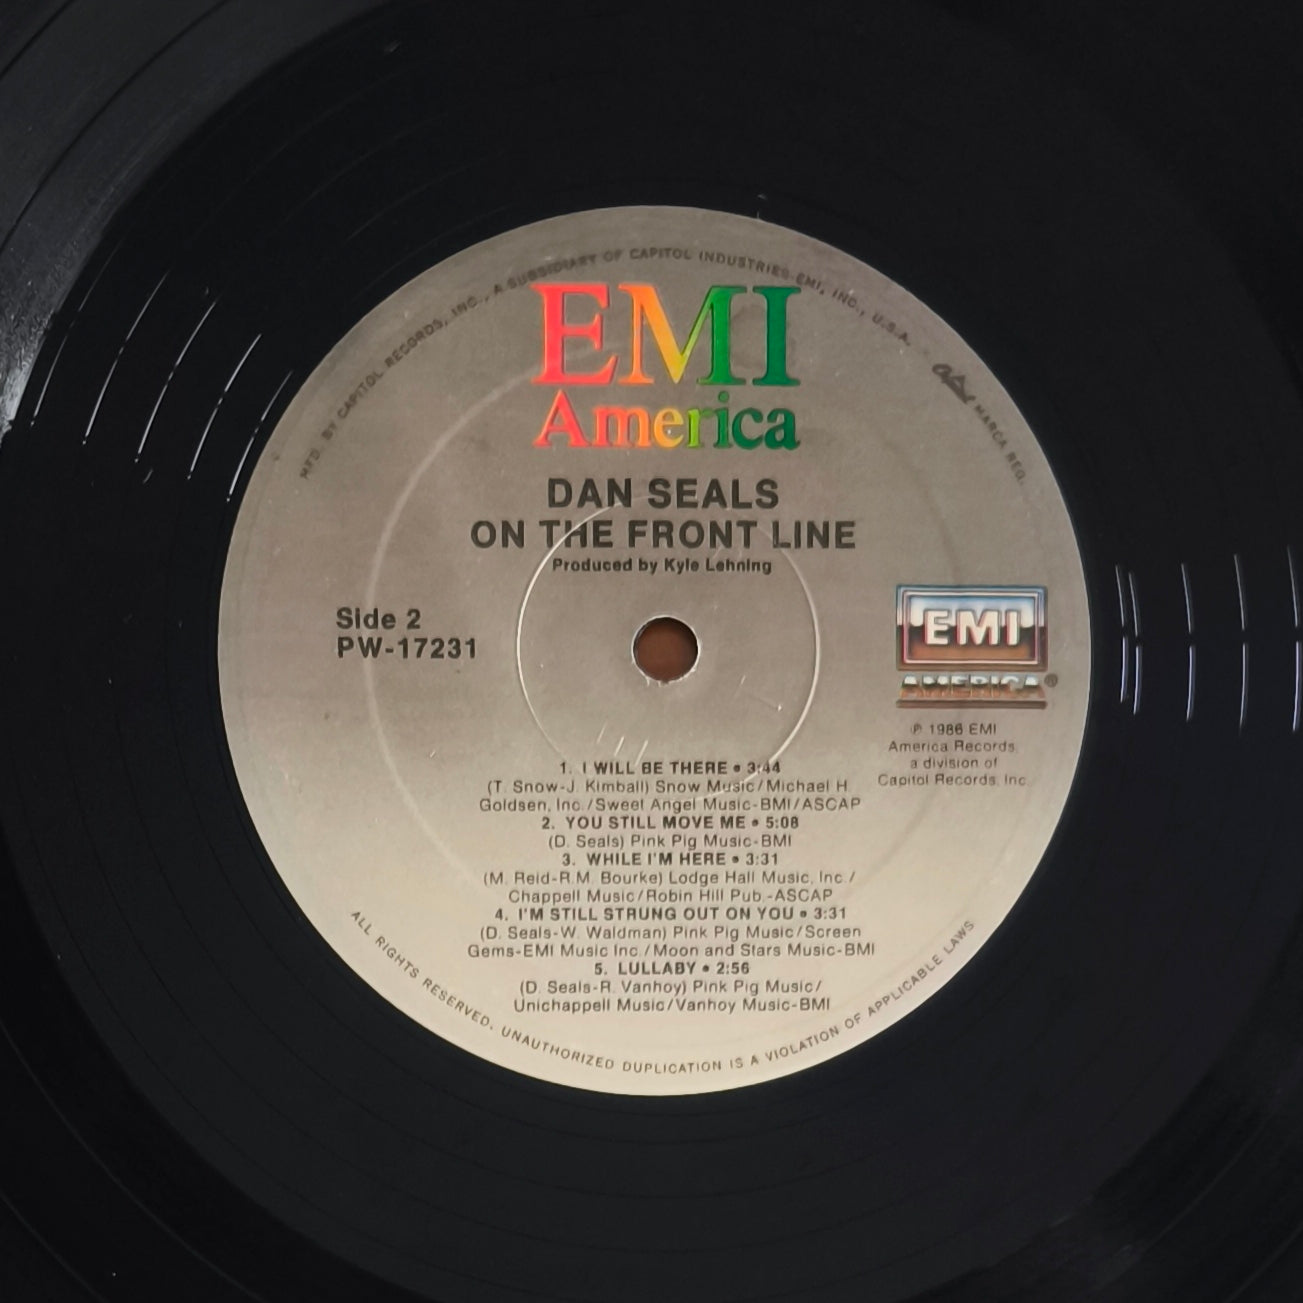 MFD. BY CAPITOL RECORDS, INC., A SUBSIDIARY OF CAPITOL INDUSTRIES-EMI, INC., U.S.A.
MARCA REG.
EMI
America
DAN SEALS
ON THE FRONT LINE
Produced by Kyle Lehning
Side 2
PW-17231
EMI
AMERICA®
℗ 1986 EMI
America Records,
a division of
Capitol Records, Inc.
1. I WILL BE THERE • 3:44
(T. Snow-J. Kimball) Snow Music/Michael H.
Goldsen, Inc./Sweet Angel Music-BMI/ASCAP
2. YOU STILL MOVE ME • 5:08
(D. Seals) Pink Pig Music-BMI
3. WHILE I'M HERE • 3:31
(M. Reid-R.M. Bourke) Lodge Hall Music, Inc./
Chappell Music/Robin Hill Pub.-ASCAP
4. I'M STILL STRUNG OUT ON YOU • 3:31
(D. Seals-W. Waldman) Pink Pig Music/Screen
Gems-EMI Music Inc./Moon and Stars Music-BMI
5. LULLABY • 2:56
(D. Seals-R. Vanhoy) Pink Pig Music/
Unichappell Music/Vanhoy Music-BMI
ALL RIGHTS RESERVED. UNAUTHORIZED DUPLICATION IS A VIOLATION OF APPLICABLE LAWS